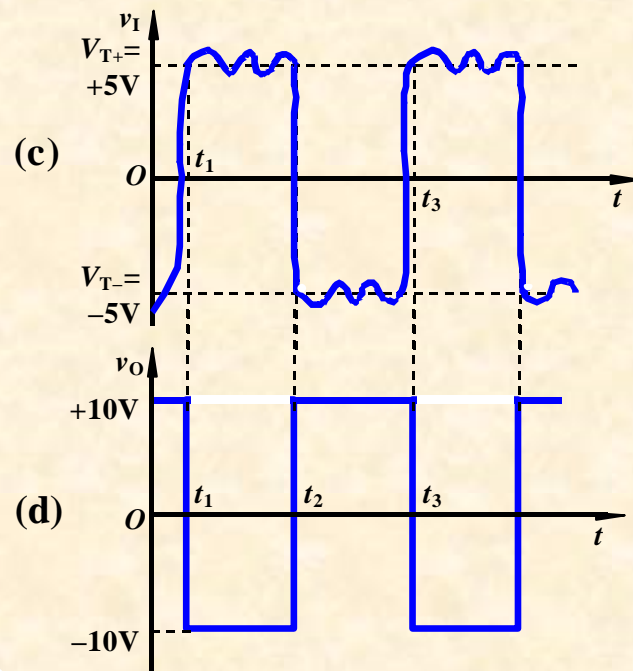 v_I
V_T+=
+5V
(c)
t_1
O
t_3
t
V_T–=
–5V
v_O
+10V
(d)
t_1
t_2
t_3
O
t
–10V